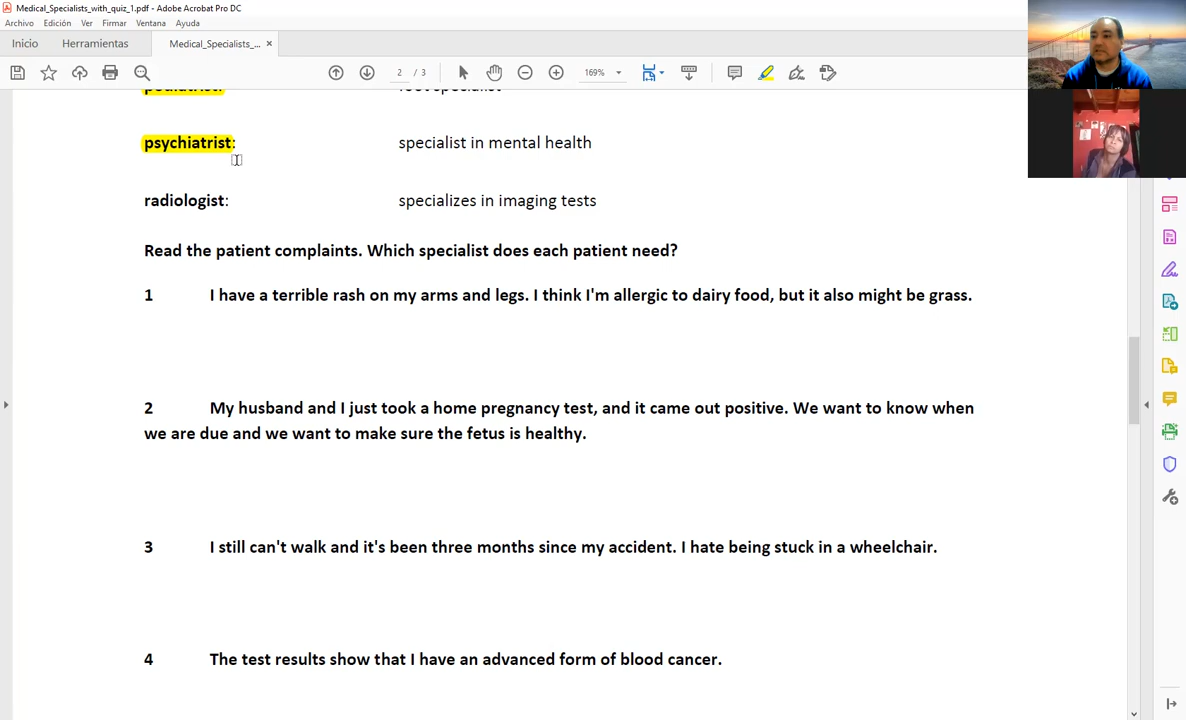 Medical_Specialists_with_quiz_1.pdf - Adobe Acrobat Pro DC
Archivo Edición Ver Firmar Ventana Ayuda
Inicio Herramientas Medical_Specialists_... ×
2 / 3 169%
psychiatrist: specialist in mental health
radiologist: specializes in imaging tests
Read the patient complaints. Which specialist does each patient need?
1 I have a terrible rash on my arms and legs. I think I'm allergic to dairy food, but it also might be grass.
2 My husband and I just took a home pregnancy test, and it came out positive. We want to know when
we are due and we want to make sure the fetus is healthy.
3 I still can't walk and it's been three months since my accident. I hate being stuck in a wheelchair.
4 The test results show that I have an advanced form of blood cancer.